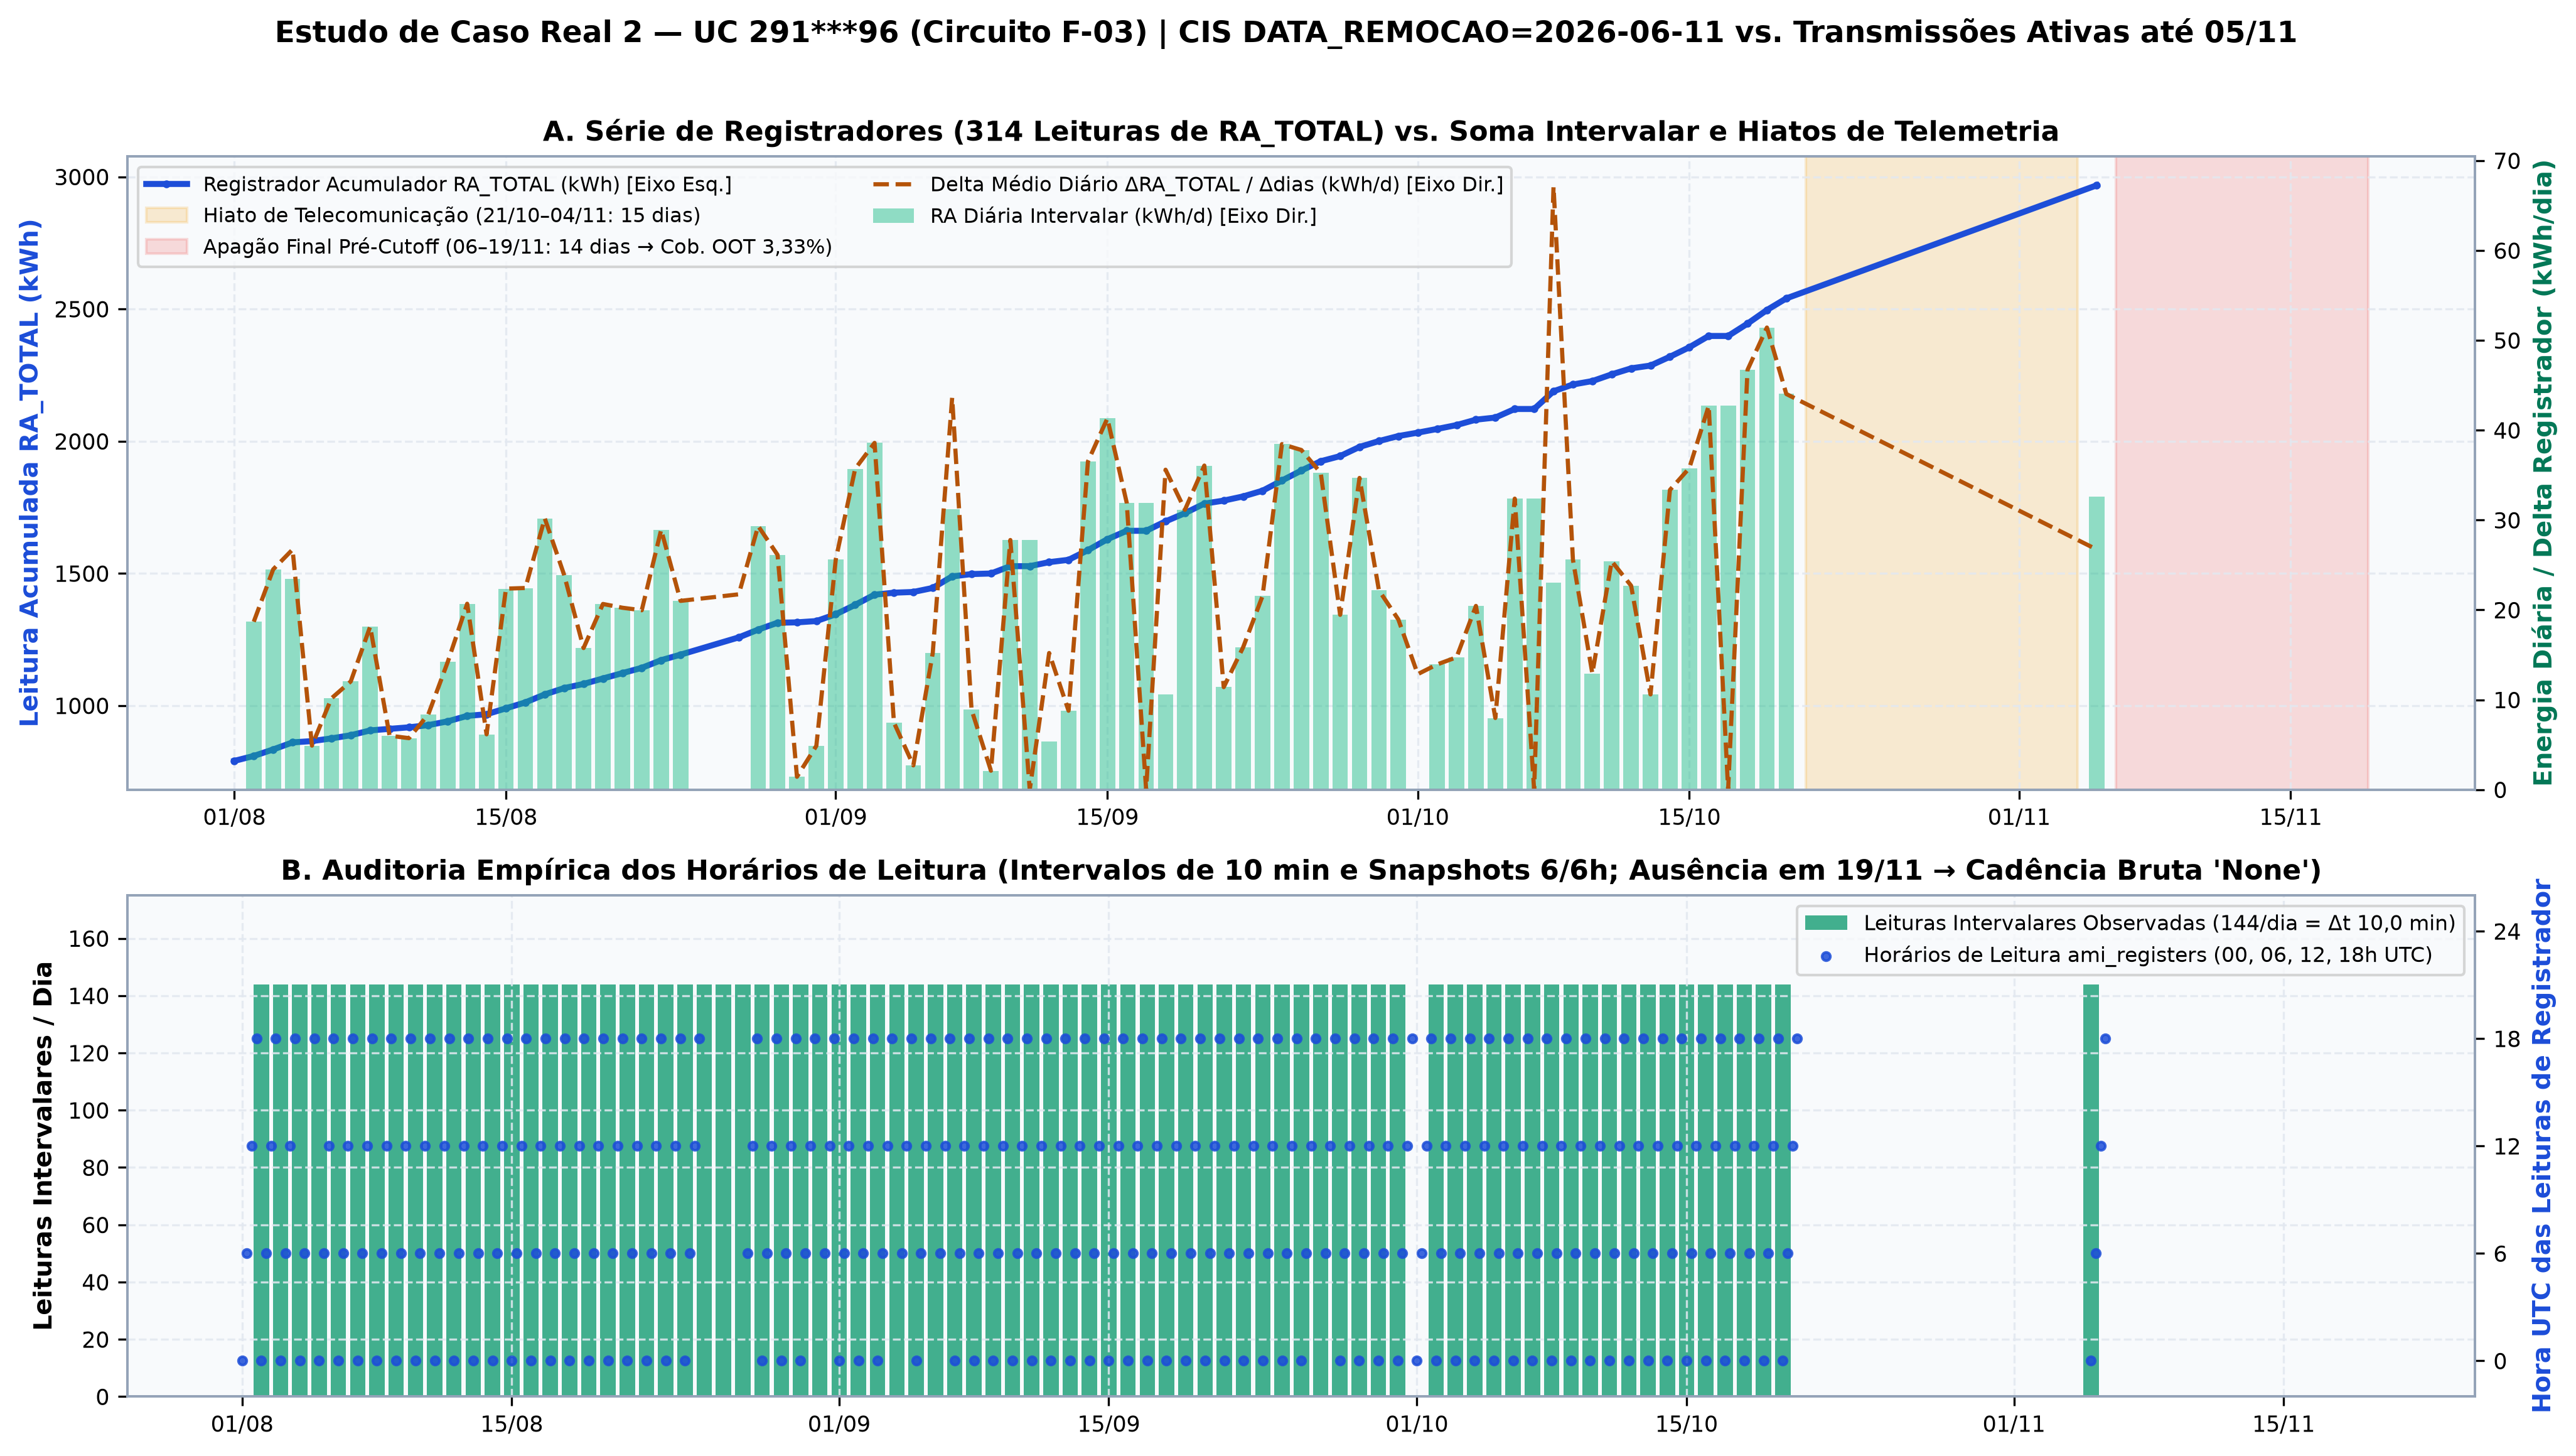 Estudo de Caso Real 2 — UC 291***96 (Circuito F-03) | CIS DATA_REMOCAO=2026-06-11 vs. Transmissões Ativas até 05/11
A. Série de Registradores (314 Leituras de RA_TOTAL) vs. Soma Intervalar e Hiatos de Telemetria
Registrador Acumulador RA_TOTAL (kWh) [Eixo Esq.]
Hiato de Telecomunicação (21/10–04/11: 15 dias)
Apagão Final Pré-Cutoff (06–19/11: 14 dias → Cob. OOT 3,33%)
Delta Médio Diário ΔRA_TOTAL / Δdias (kWh/d) [Eixo Dir.]
RA Diária Intervalar (kWh/d) [Eixo Dir.]
Leitura Acumulada RA_TOTAL (kWh)
3000
2500
2000
1500
1000
70
60
50
40
30
20
10
0
Energia Diária / Delta Registrador (kWh/dia)
01/08 15/08 01/09 15/09 01/10 15/10 01/11 15/11
B. Auditoria Empírica dos Horários de Leitura (Intervalos de 10 min e Snapshots 6/6h; Ausência em 19/11 → Cadência Bruta 'None')
Leituras Intervalares Observadas (144/dia = Δt 10,0 min)
Horários de Leitura ami_registers (00, 06, 12, 18h UTC)
Leituras Intervalares / Dia
160
140
120
100
80
60
40
20
0
24
18
12
6
0
Hora UTC das Leituras de Registrador
01/08 15/08 01/09 15/09 01/10 15/10 01/11 15/11